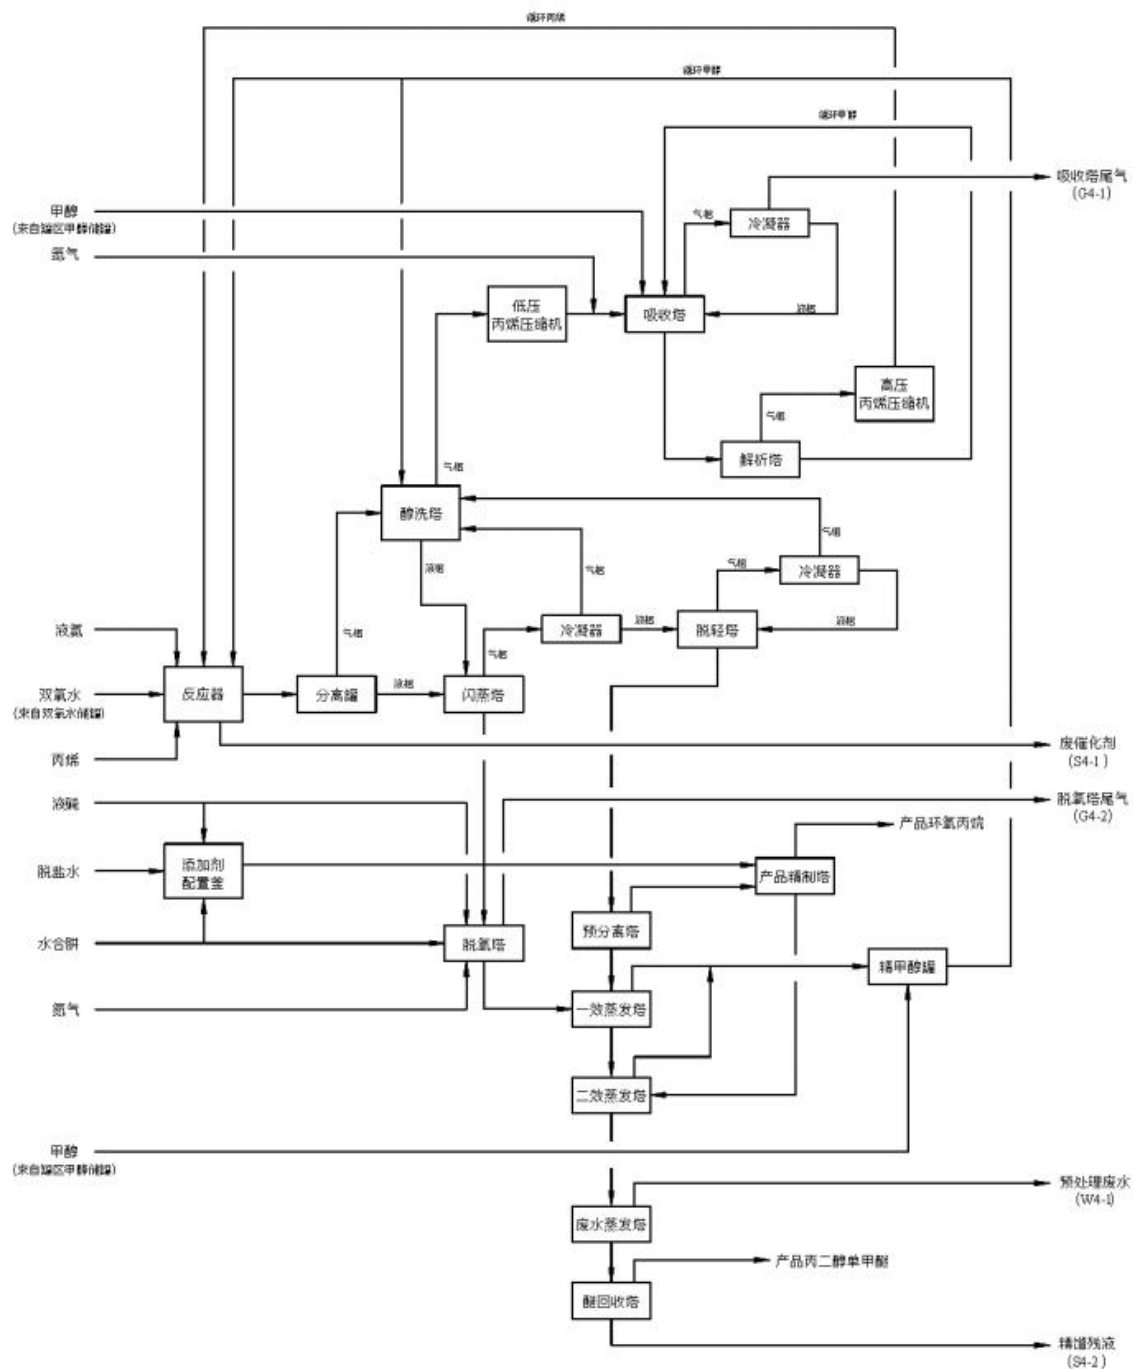 循环丙烯
循环甲醇
循环甲醇
吸收塔尾气
(G4-1)
甲醇
(来自罐区甲醇储罐)
气相
冷凝器
氮气
低压
丙烯压缩机
吸收塔
液相
高压
丙烯压缩机
气相
解析塔
气相
醇洗塔
气相
液相
气相
气相
冷凝器
液氨
气相
气相
冷凝器
液相
脱轻塔
液相
双氧水
(来自双氧水储罐)
反应器
分离罐
液相
闪蒸塔
丙烯
废催化剂
(S4-1)
液碱
脱氧塔尾气
(G4-2)
产品环氧丙烷
脱盐水
添加剂
配置釜
产品精制塔
水合肼
脱氧塔
预分离塔
精甲醇罐
氮气
一效蒸发塔
二效蒸发塔
甲醇
(来自罐区甲醇储罐)
预处理废水
(W4-1)
废水蒸发塔
产品丙二醇单甲醚
醚回收塔
精馏残液
(S4-2)